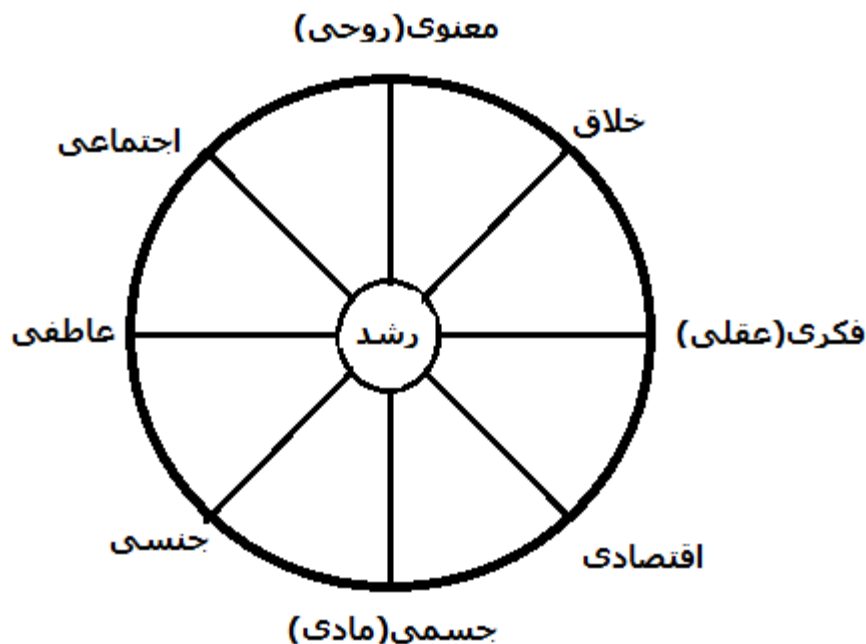 معنوی(روحی)
خلاق
اجتماعی
فکری(عقلی)
رشد
عاطفی
اقتصادی
جنسی
جسمی(مادی)